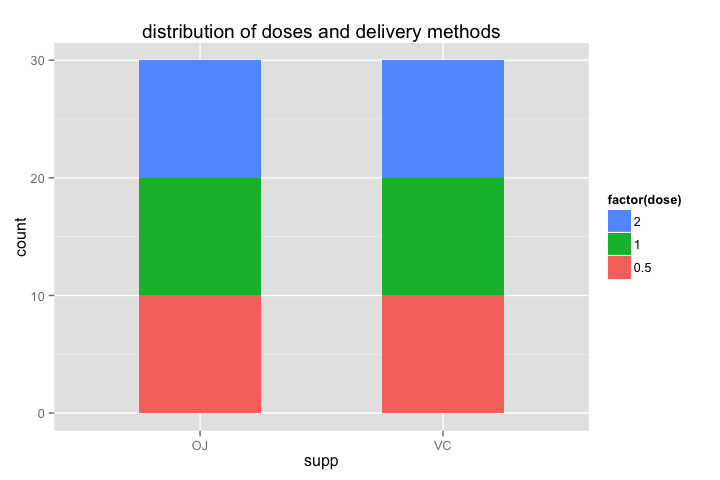 distribution of doses and delivery methods
30
20
10
0
count
OJ
VC
supp
factor(dose)
2
1
0.5